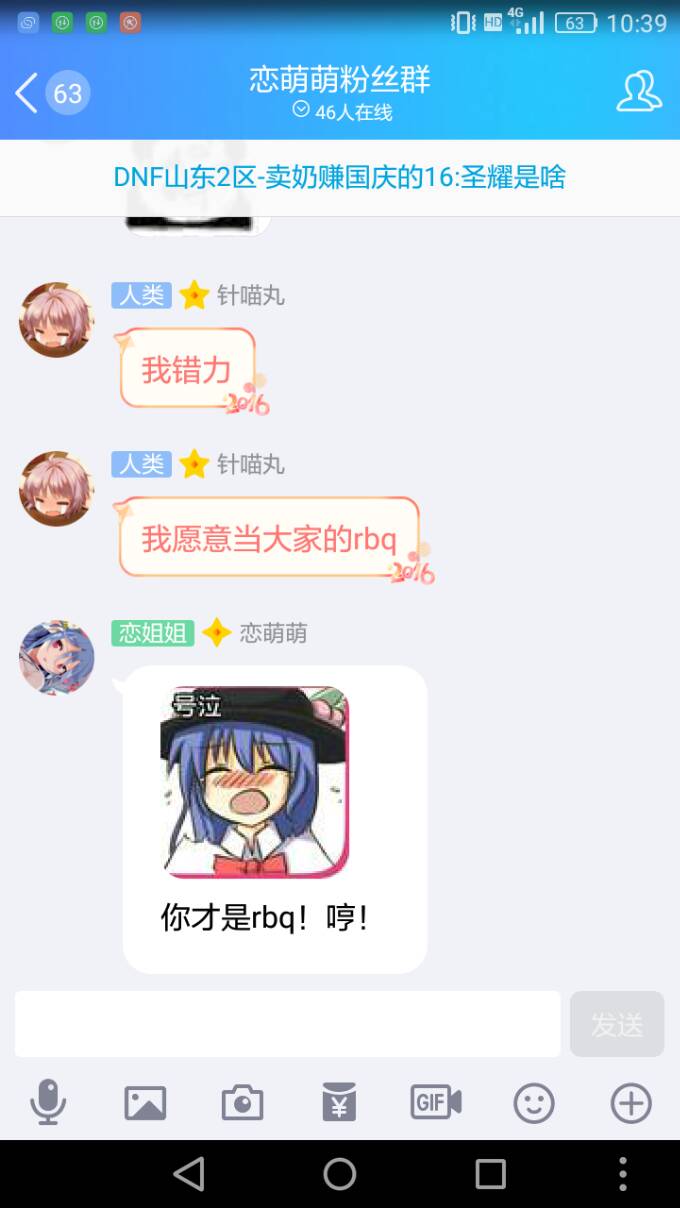 HD 4G 63 10:39
63
恋萌萌粉丝群
46人在线
DNF山东2区-卖奶赚国庆的16:圣耀是啥
人类 针喵丸
我错力
2016
人类 针喵丸
我愿意当大家的rbq
2016
恋姐姐 恋萌萌
号泣
你才是rbq！哼！
发送
¥
GIF